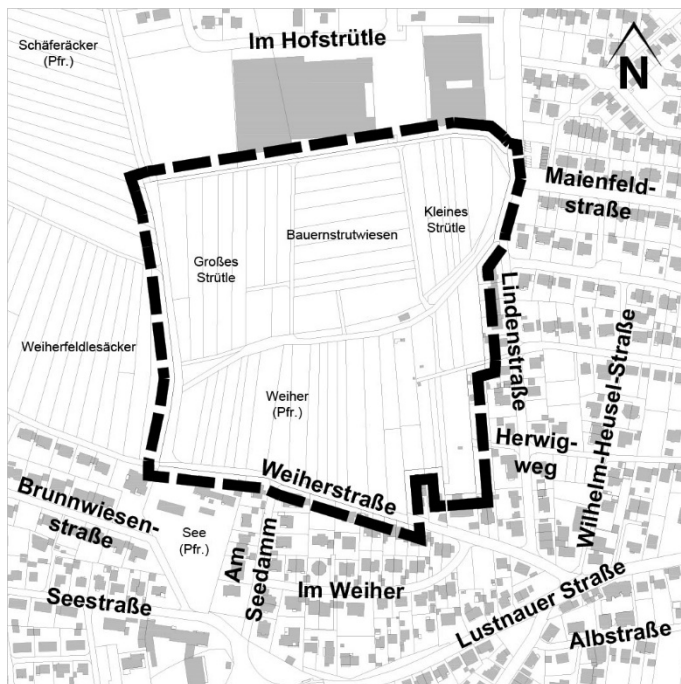 Im Hofstrütle
Schäferäcker
(Pfr.)
N
Maienfeld-
straße
Kleines
Strütle
Bauernstrutwiesen
Großes
Strütle
Lindenstraße
Weiherfeldlesäcker
Wilhelm-Heusel-Straße
Weiher
(Pfr.)
Herwig-
weg
Weiherstraße
Brunnwiesen-
straße
See
(Pfr.)
Am
Seedamm
Im Weiher
Seestraße
Lustnauer Straße
Albstraße